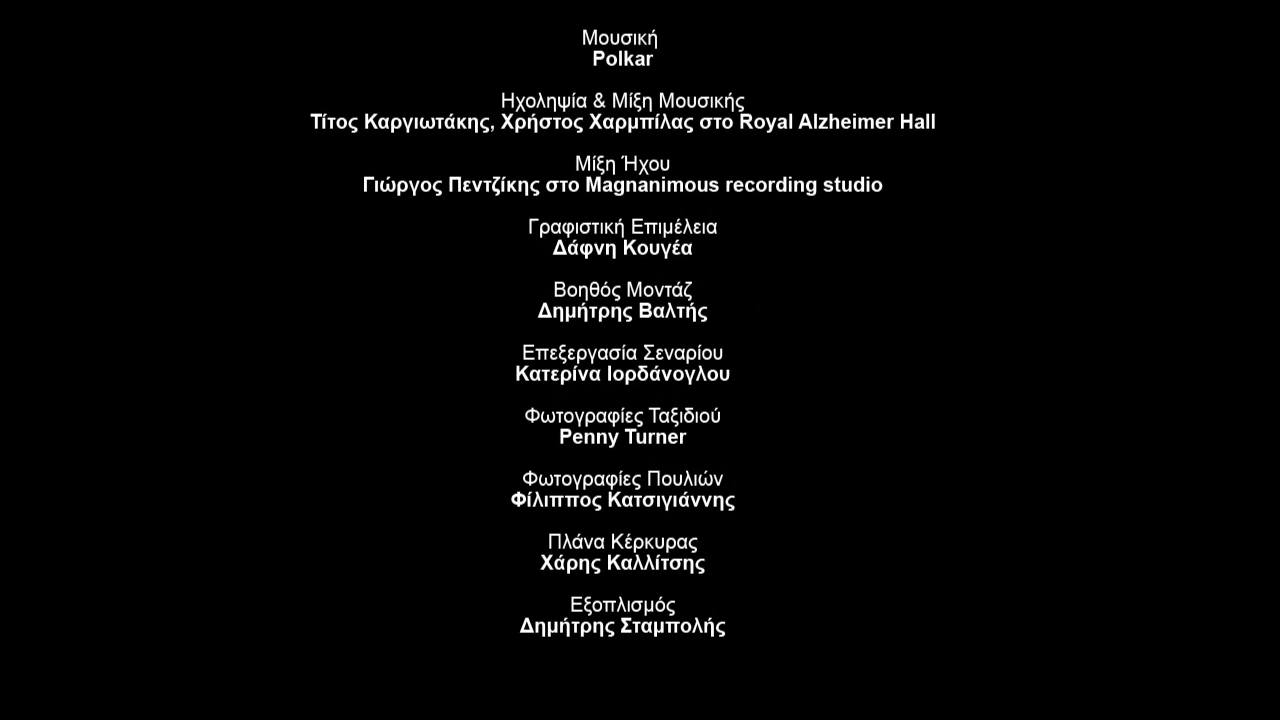 Μουσική
Polkar
Ηχοληψία & Μίξη Μουσικής
Τίτος Καργιωτάκης, Χρήστος Χαρμπίλας στο Royal Alzheimer Hall
Μίξη Ήχου
Γιώργος Πεντζίκης στο Magnanimous recording studio
Γραφιστική Επιμέλεια
Δάφνη Κουγέα
Βοηθός Μοντάζ
Δημήτρης Βαλτής
Επεξεργασία Σεναρίου
Κατερίνα Ιορδάνογλου
Φωτογραφίες Ταξιδιού
Penny Turner
Φωτογραφίες Πουλιών
Φίλιππος Κατσιγιάννης
Πλάνα Κέρκυρας
Χάρης Καλλίτσης
Εξοπλισμός
Δημήτρης Σταμπολής